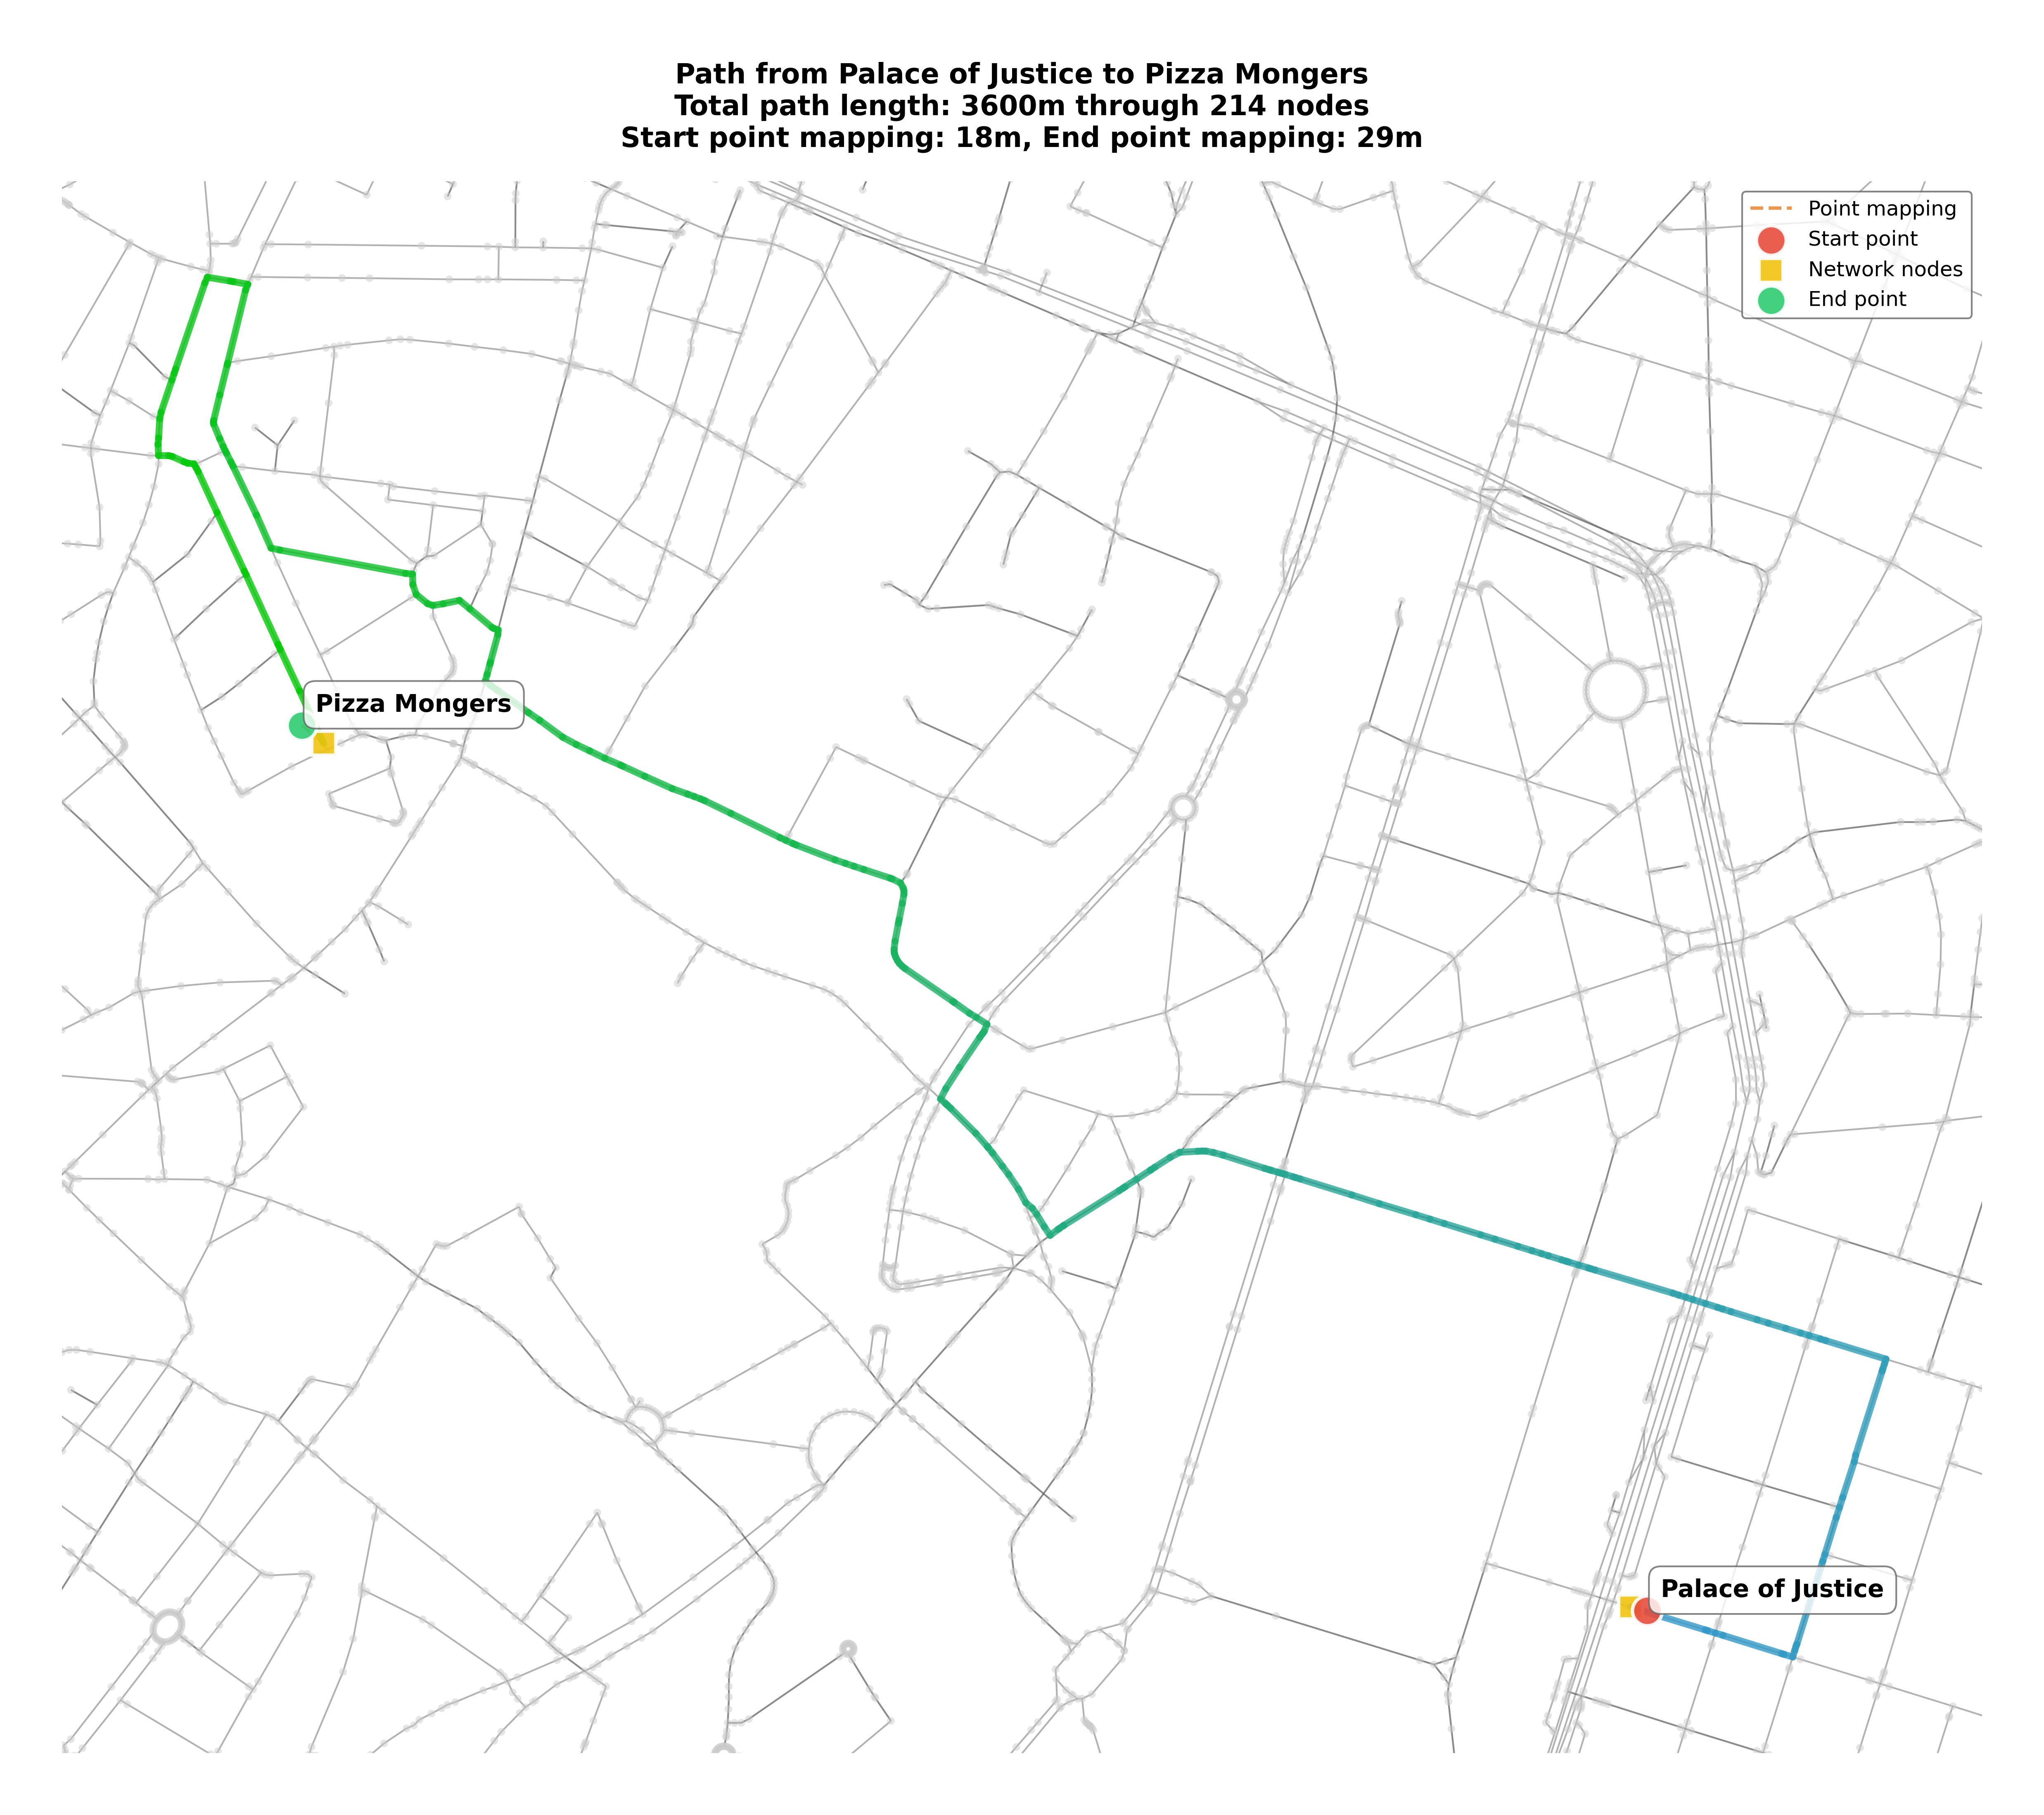 Path from Palace of Justice to Pizza Mongers
Total path length: 3600m through 214 nodes
Start point mapping: 18m, End point mapping: 29m
Point mapping
Start point
Network nodes
End point
Pizza Mongers
Palace of Justice